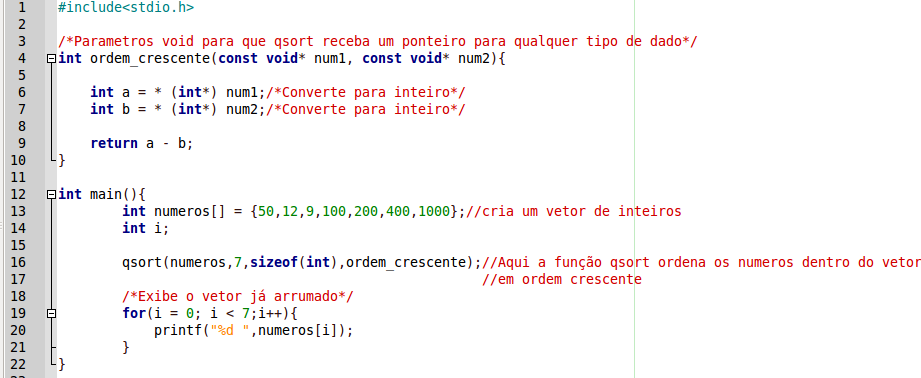 1 #include<stdio.h>
2
3 /*Parametros void para que qsort receba um ponteiro para qualquer tipo de dado*/
4 int ordem_crescente(const void* num1, const void* num2){
5
6     int a = * (int*) num1;/*Converte para inteiro*/
7     int b = * (int*) num2;/*Converte para inteiro*/
8
9     return a - b;
10 }
11
12 int main(){
13         int numeros[] = {50,12,9,100,200,400,1000};//cria um vetor de inteiros
14         int i;
15
16         qsort(numeros,7,sizeof(int),ordem_crescente);//Aqui a função qsort ordena os numeros dentro do vetor
17                                                      //em ordem crescente
18         /*Exibe o vetor já arrumado*/
19         for(i = 0; i < 7;i++){
20             printf("%d ",numeros[i]);
21         }
22 }